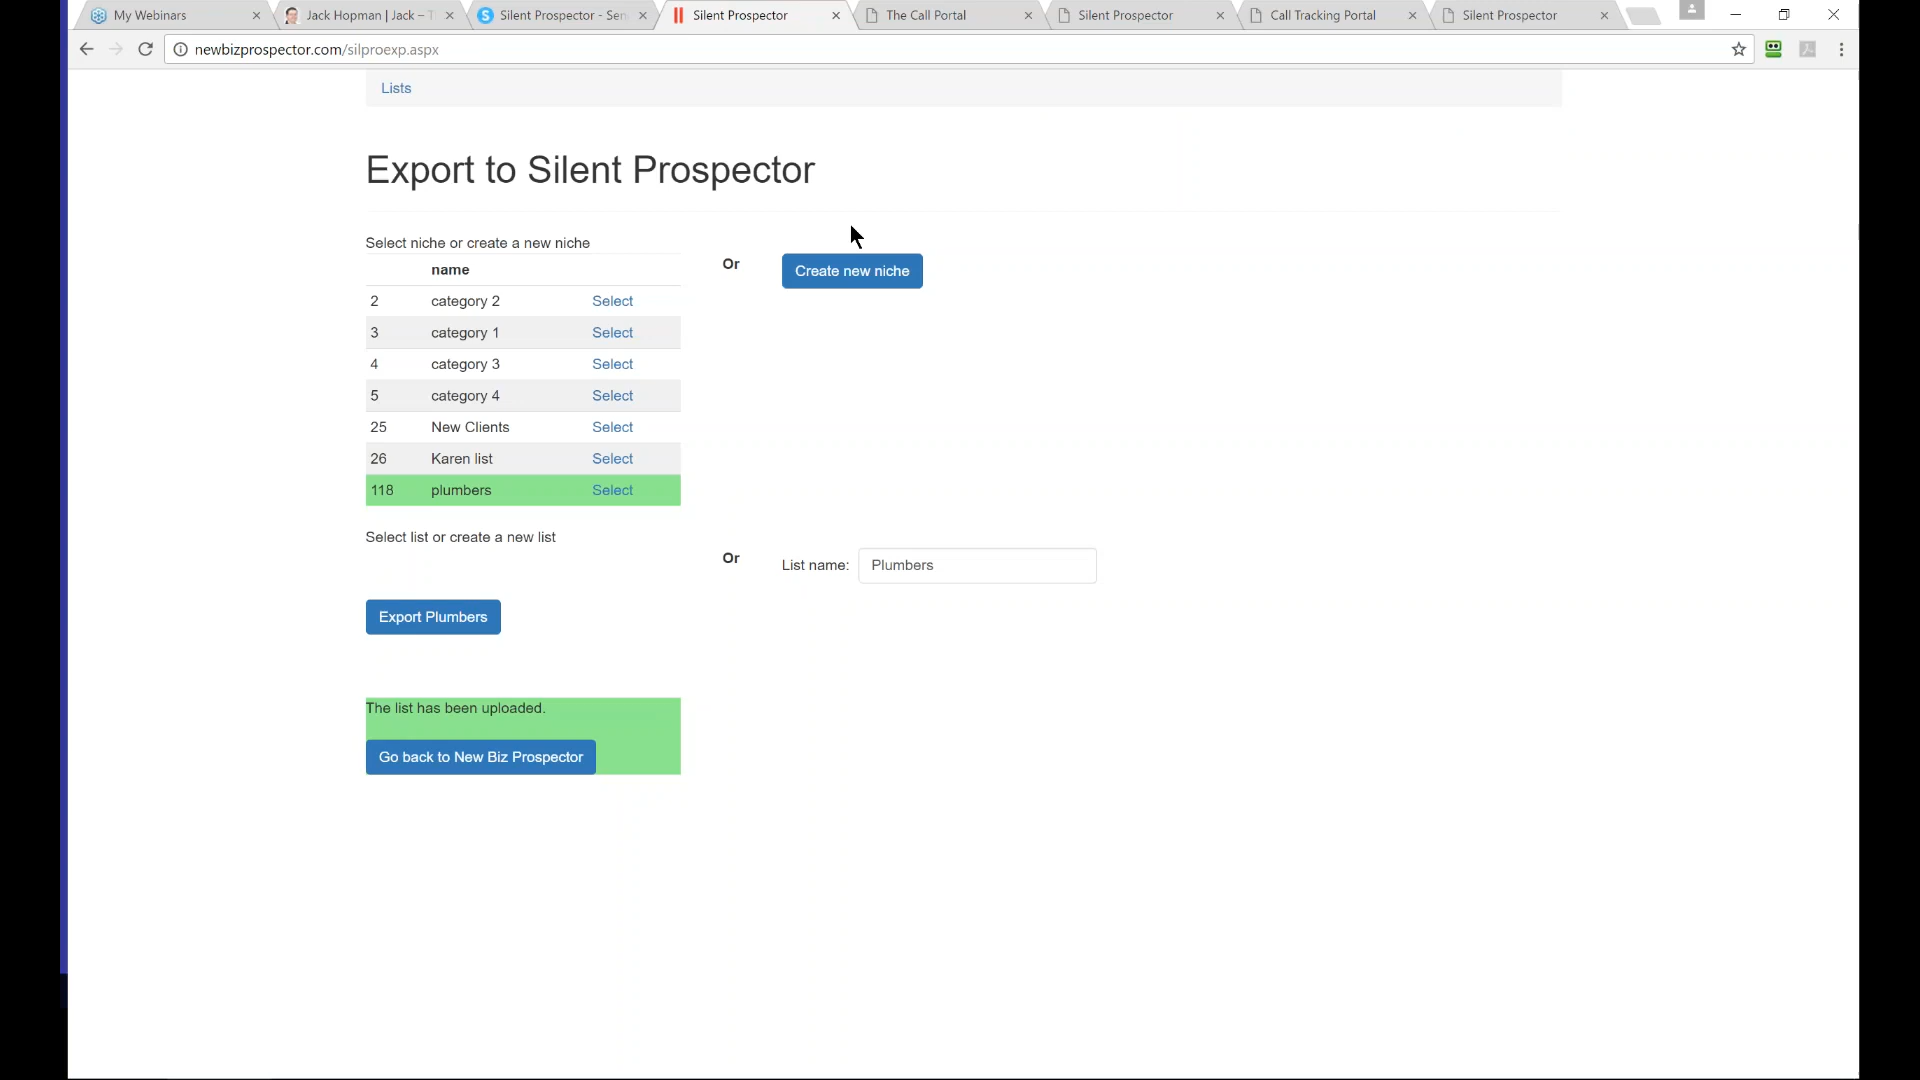 My Webinars
Jack Hopman | Jack – T
Silent Prospector - Sen
Silent Prospector
The Call Portal
Silent Prospector
Call Tracking Portal
Silent Prospector
newbizprospector.com/silproexp.aspx
Lists
Export to Silent Prospector
Select niche or create a new niche
name
Or
Create new niche
2 category 2 Select
3 category 1 Select
4 category 3 Select
5 category 4 Select
25 New Clients Select
26 Karen list Select
118 plumbers Select
Select list or create a new list
Or
List name: Plumbers
Export Plumbers
The list has been uploaded.
Go back to New Biz Prospector